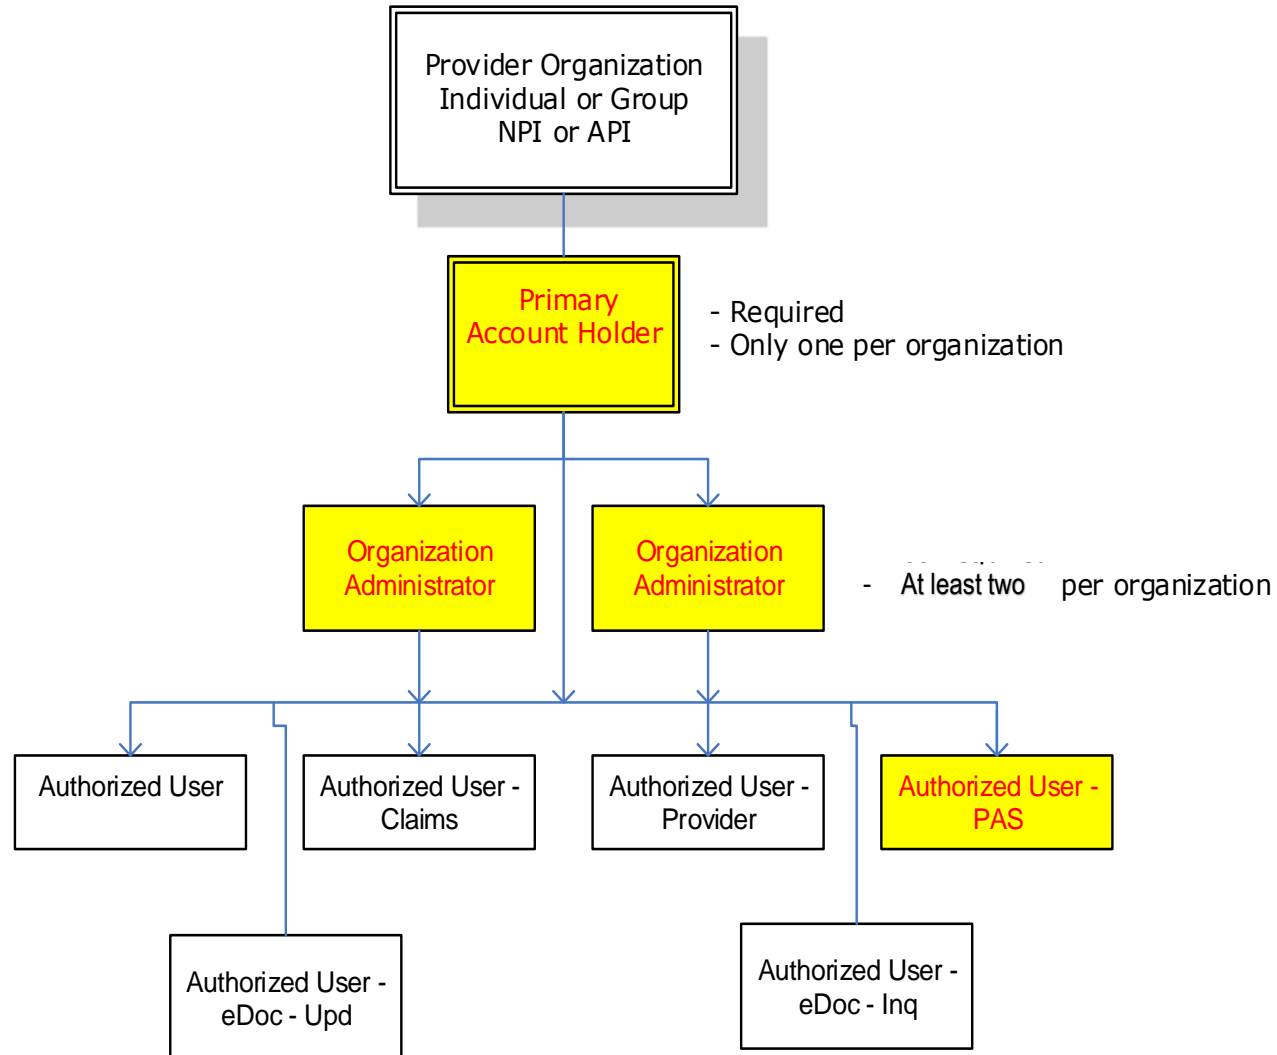 Provider Organization
Individual or Group
NPI or API
Primary
Account Holder
- Required
- Only one per organization
Organization
Administrator
Organization
Administrator
- At least two per organization
Authorized User
Authorized User -
Claims
Authorized User -
Provider
Authorized User -
PAS
Authorized User -
eDoc - Upd
Authorized User -
eDoc - Inq